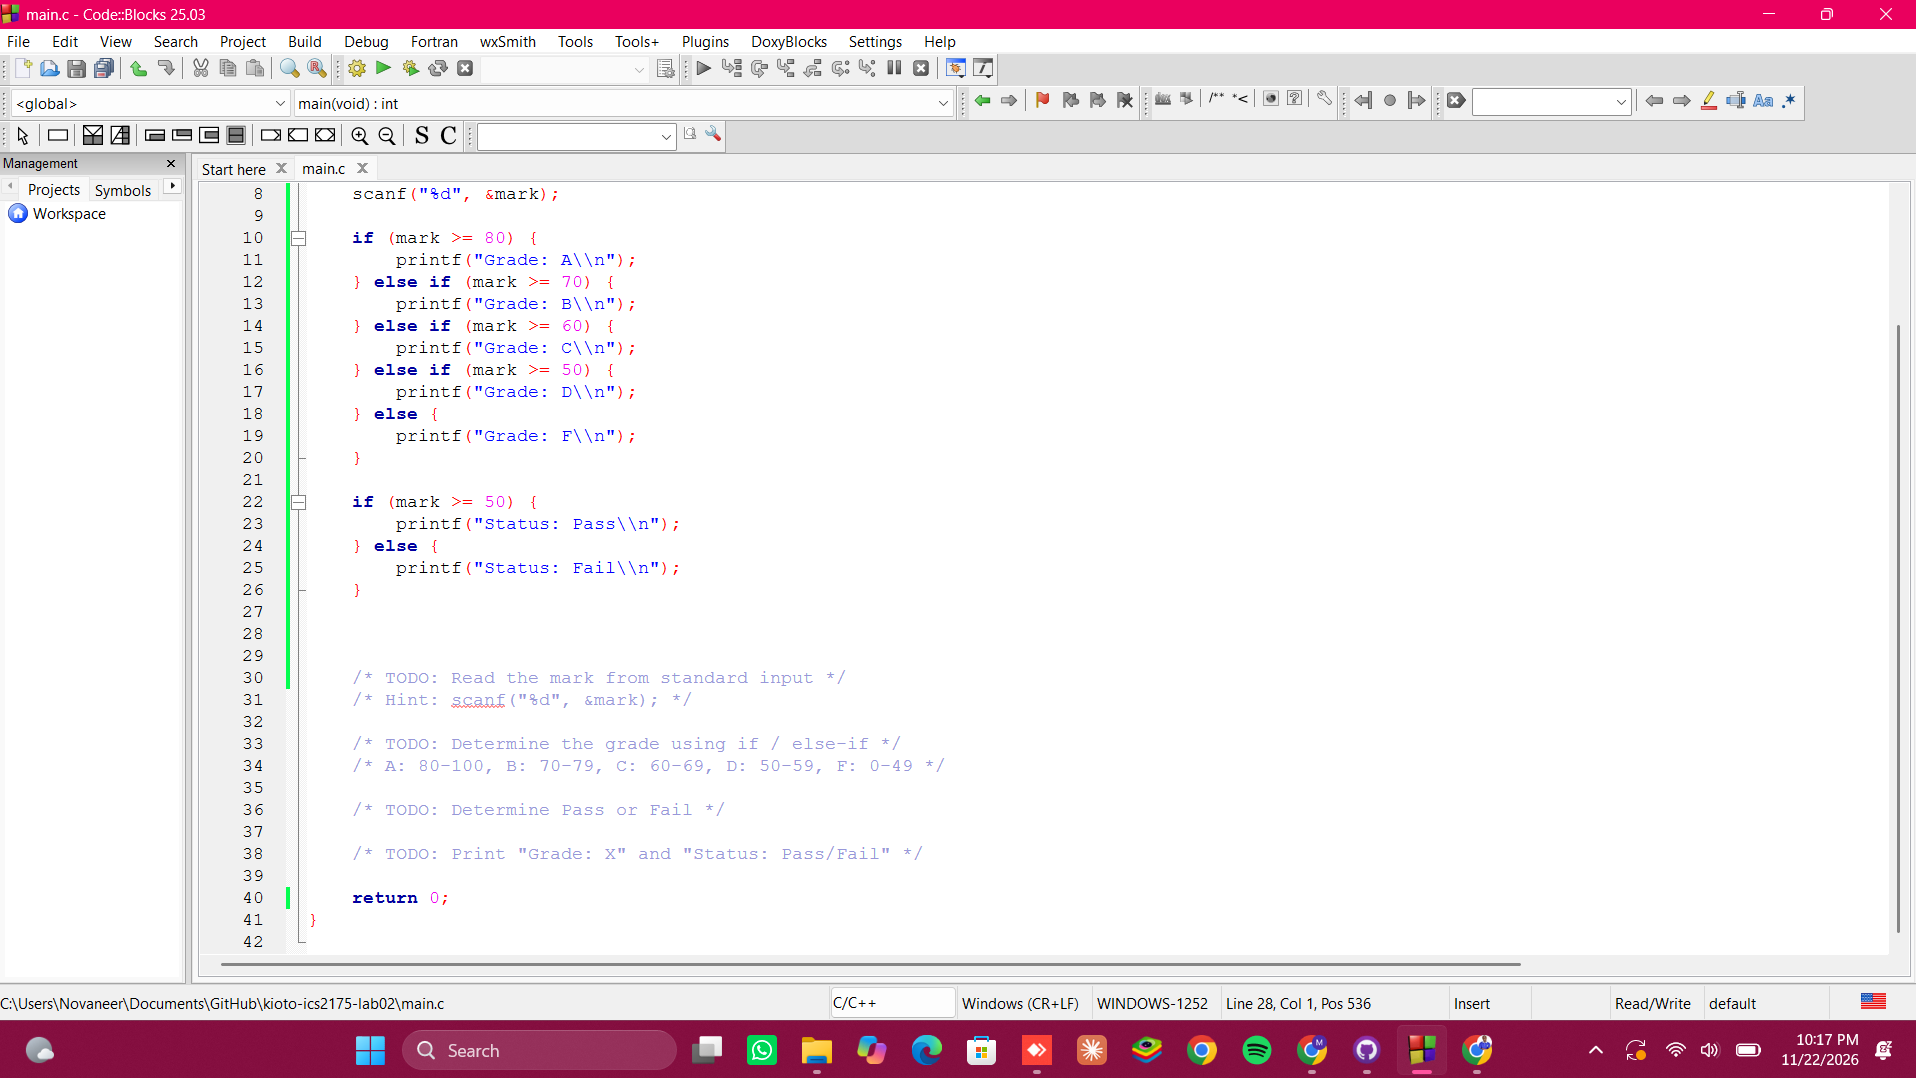 main.c - Code::Blocks 25.03
File Edit View Search Project Build Debug Fortran wxSmith Tools Tools+ Plugins DoxyBlocks Settings Help
<global> main(void) : int
/** *< Aa .*
S C
Management
Start here main.c
Projects Symbols
Workspace
8 scanf("%d", &mark);
9
10 if (mark >= 80) {
11 printf("Grade: A\\n");
12 } else if (mark >= 70) {
13 printf("Grade: B\\n");
14 } else if (mark >= 60) {
15 printf("Grade: C\\n");
16 } else if (mark >= 50) {
17 printf("Grade: D\\n");
18 } else {
19 printf("Grade: F\\n");
20 }
21
22 if (mark >= 50) {
23 printf("Status: Pass\\n");
24 } else {
25 printf("Status: Fail\\n");
26 }
27
28
29
30 /* TODO: Read the mark from standard input */
31 /* Hint: scanf("%d", &mark); */
32
33 /* TODO: Determine the grade using if / else-if */
34 /* A: 80-100, B: 70-79, C: 60-69, D: 50-59, F: 0-49 */
35
36 /* TODO: Determine Pass or Fail */
37
38 /* TODO: Print "Grade: X" and "Status: Pass/Fail" */
39
40 return 0;
41 }
42
C:\Users\Novaneer\Documents\GitHub\kioto-ics2175-lab02\main.c C/C++ Windows (CR+LF) WINDOWS-1252 Line 28, Col 1, Pos 536 Insert Read/Write default
Search
10:17 PM
11/22/2026